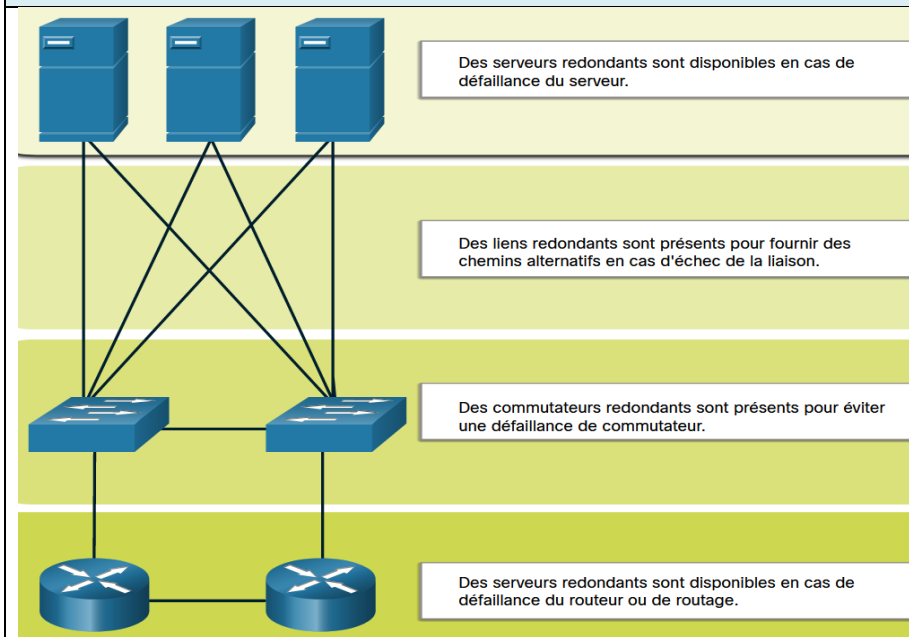 Des serveurs redondants sont disponibles en cas de
défaillance du serveur.
Des liens redondants sont présents pour fournir des
chemins alternatifs en cas d'échec de la liaison.
Des commutateurs redondants sont présents pour éviter
une défaillance de commutateur.
Des serveurs redondants sont disponibles en cas de
défaillance du routeur ou de routage.